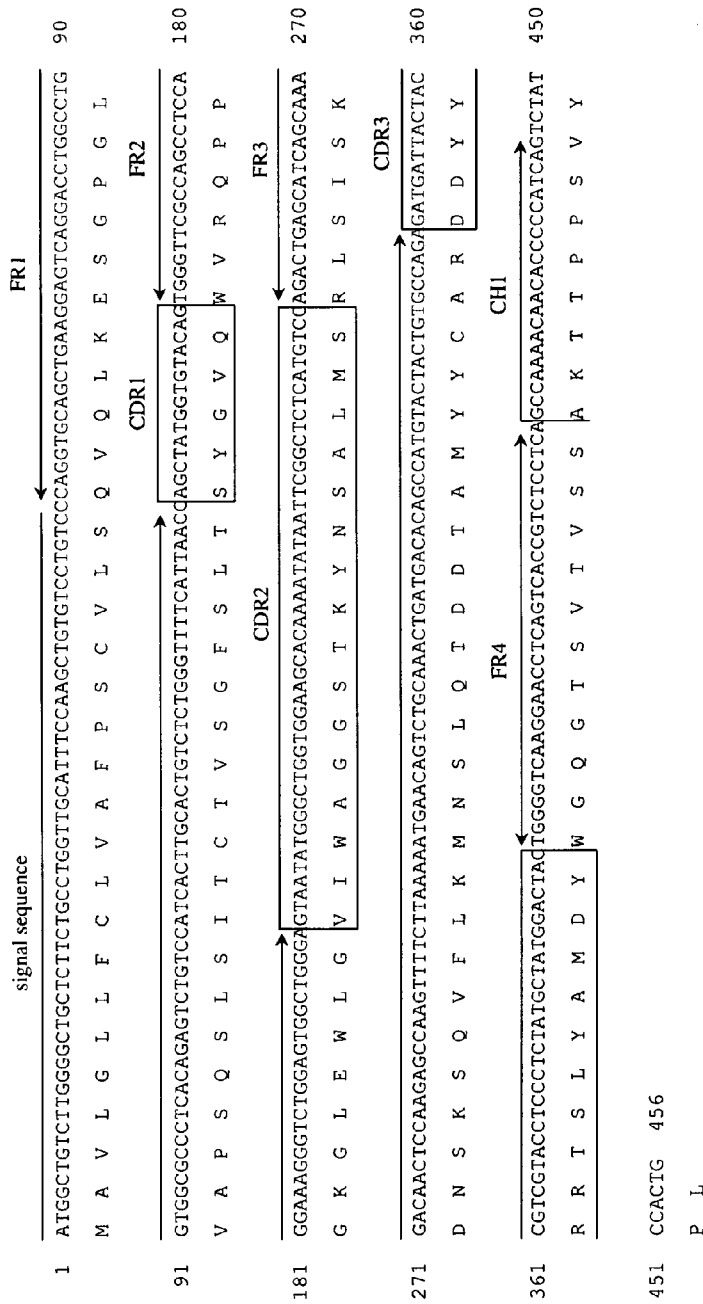 signal sequence FR1
1 ATGGCTGTCTTGGGGCTGCTCTTCTGCCTGGTTGCATTTCCAAGCTGTGTCCTGTCCCAGGTGCAGCTGAAGGAGTCAGGACCTGGCCTG 90
M A V L G L L F C L V A F P S C V L S Q V Q L K E S G P G L
CDR1 FR2
91 GTGGCGCCCTCACAGAGTCTGTCCATCACTTGCACTGTCTCTGGGTTTTCATTAACCAGCTATGGTGTACAGTGGGTTCGCCAGCCTCCA 180
V A P S Q S L S I T C T V S G F S L T S Y G V Q W V R Q P P
CDR2 FR3
181 GGAAAGGGTCTGGAGTGGCTGGGAGTAATATGGGCTGGTGGAAGCACAAAATATAATTCGGCTCTCATGTCCAGACTGAGCATCAGCAAA 270
G K G L E W L G V I W A G G S T K Y N S A L M S R L S I S K
CDR3
271 GACAACTCCAAGAGCCAAGTTTTCTTAAAAATGAACAGTCTGCAAACTGATGACACAGCCATGTACTACTGTGCCAGAGATGATTACTAC 360
D N S K S Q V F L K M N S L Q T D D T A M Y Y C A R D D Y Y
FR4 CH1
361 CGTCGTACCTCCCTCTATGCTATGGACTACTGGGGTCAAGGAACCTCAGTCACCGTCTCCTCAGCCAAAACAACACCCCCATCAGTCTAT 450
R R T S L Y A M D Y W G Q G T S V T V S S A K T T P P S V Y
451 CCACTG 456
P L